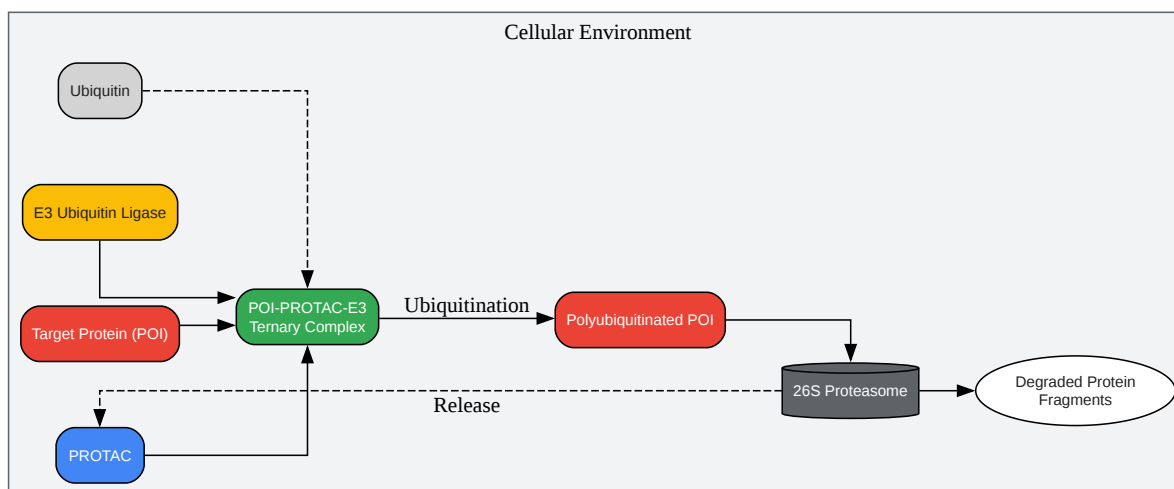 Cellular Environment
Ubiquitin
E3 Ubiquitin Ligase
Target Protein (POI)
POI-PROTAC-E3
Ternary Complex
Ubiquitination
Polyubiquitinated POI
26S Proteasome
Degraded Protein
Fragments
Release
PROTAC